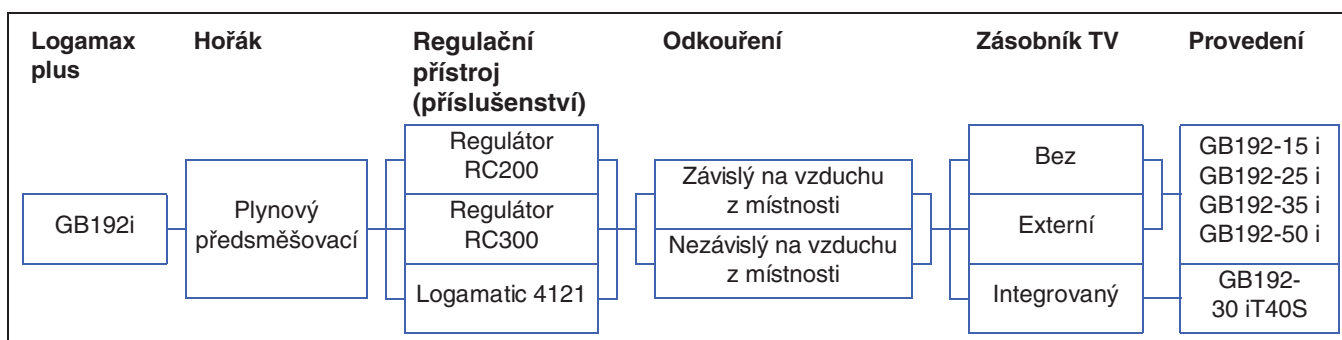 Logamax
plus
Hořák
Regulační
přístroj
(příslušenství)
Odkouření
Zásobník TV
Provedení
GB192i
Plynový
předsměšovací
Regulátor
RC200
Regulátor
RC300
Logamatic 4121
Závislý na vzduchu
z místnosti
Nezávislý na vzduchu
z místnosti
Bez
Externí
Integrovaný
GB192-15 i
GB192-25 i
GB192-35 i
GB192-50 i
GB192-
30 iT40S